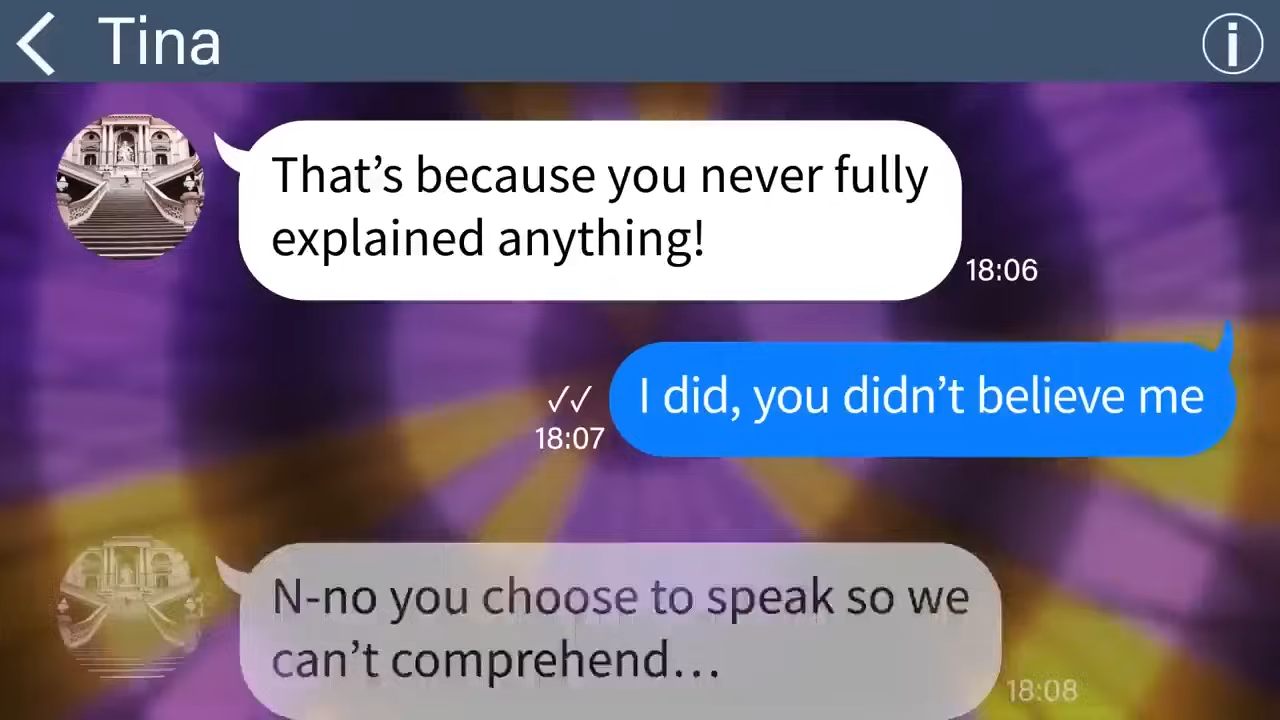 Tina
That’s because you never fully
explained anything!
18:06
I did, you didn’t believe me
18:07
N-no you choose to speak so we
can’t comprehend…
18:08